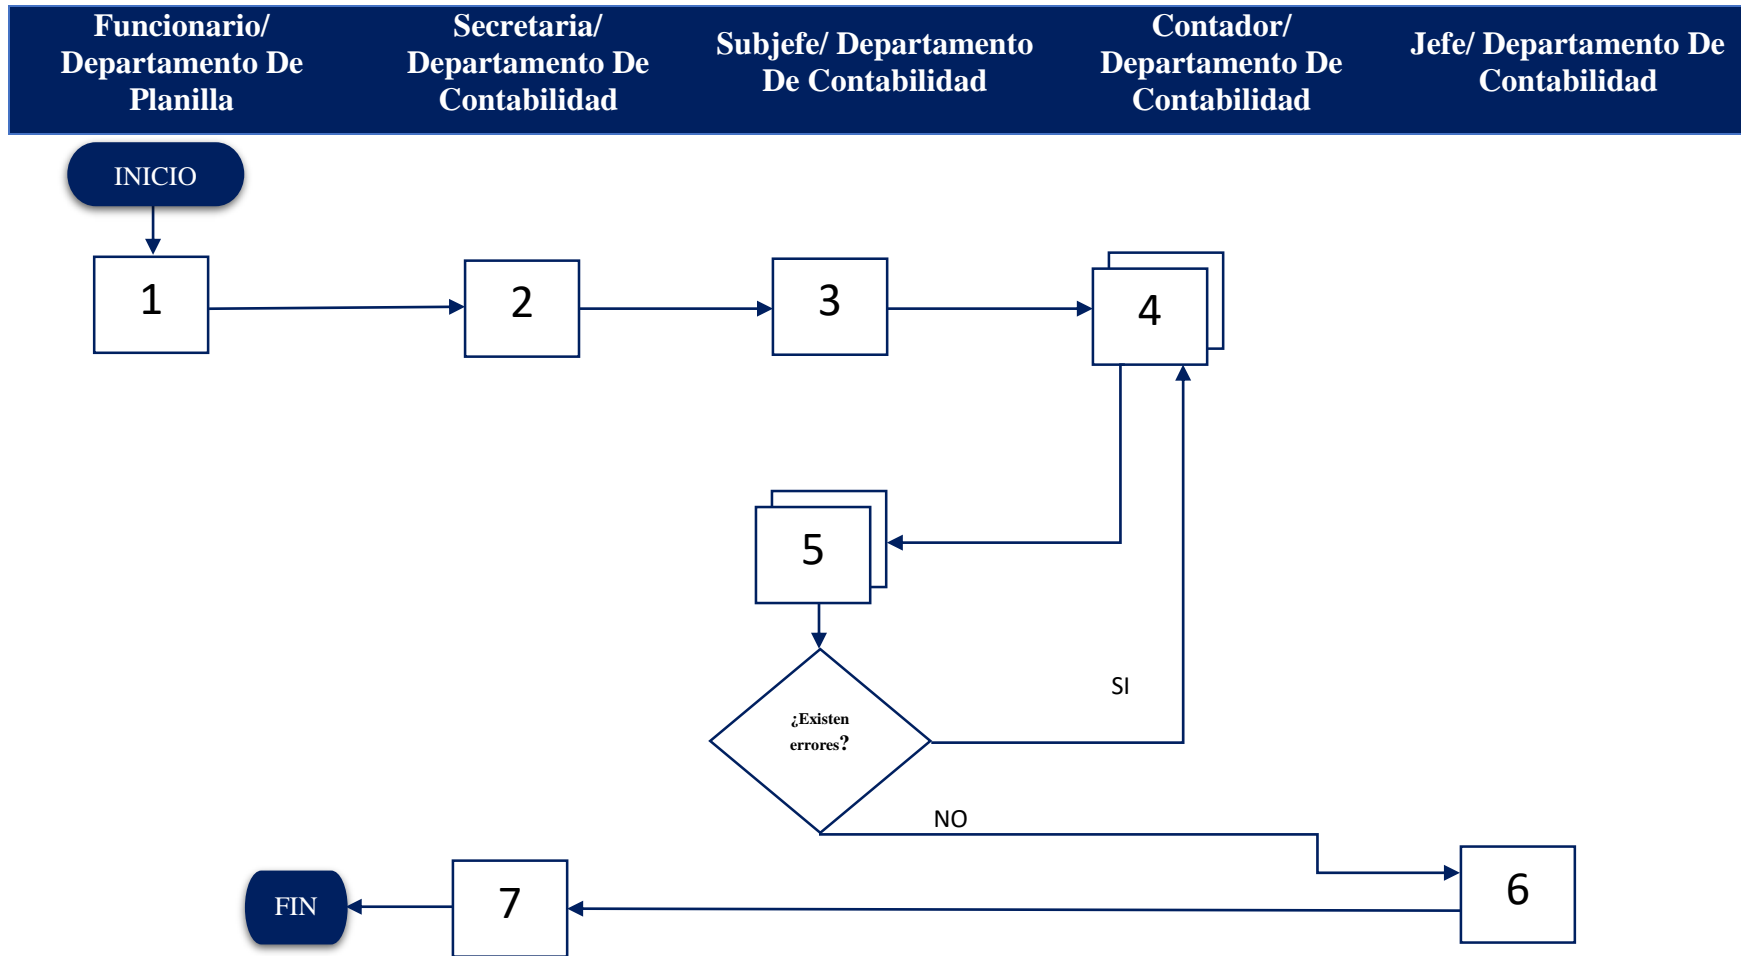 Funcionario/
Departamento De
Planilla
Secretaria/
Departamento De
Contabilidad
Subjefe/ Departamento
De Contabilidad
Contador/
Departamento De
Contabilidad
Jefe/ Departamento De
Contabilidad
INICIO
1
2
3
4
5
¿Existen
errores?
SI
NO
6
7
FIN